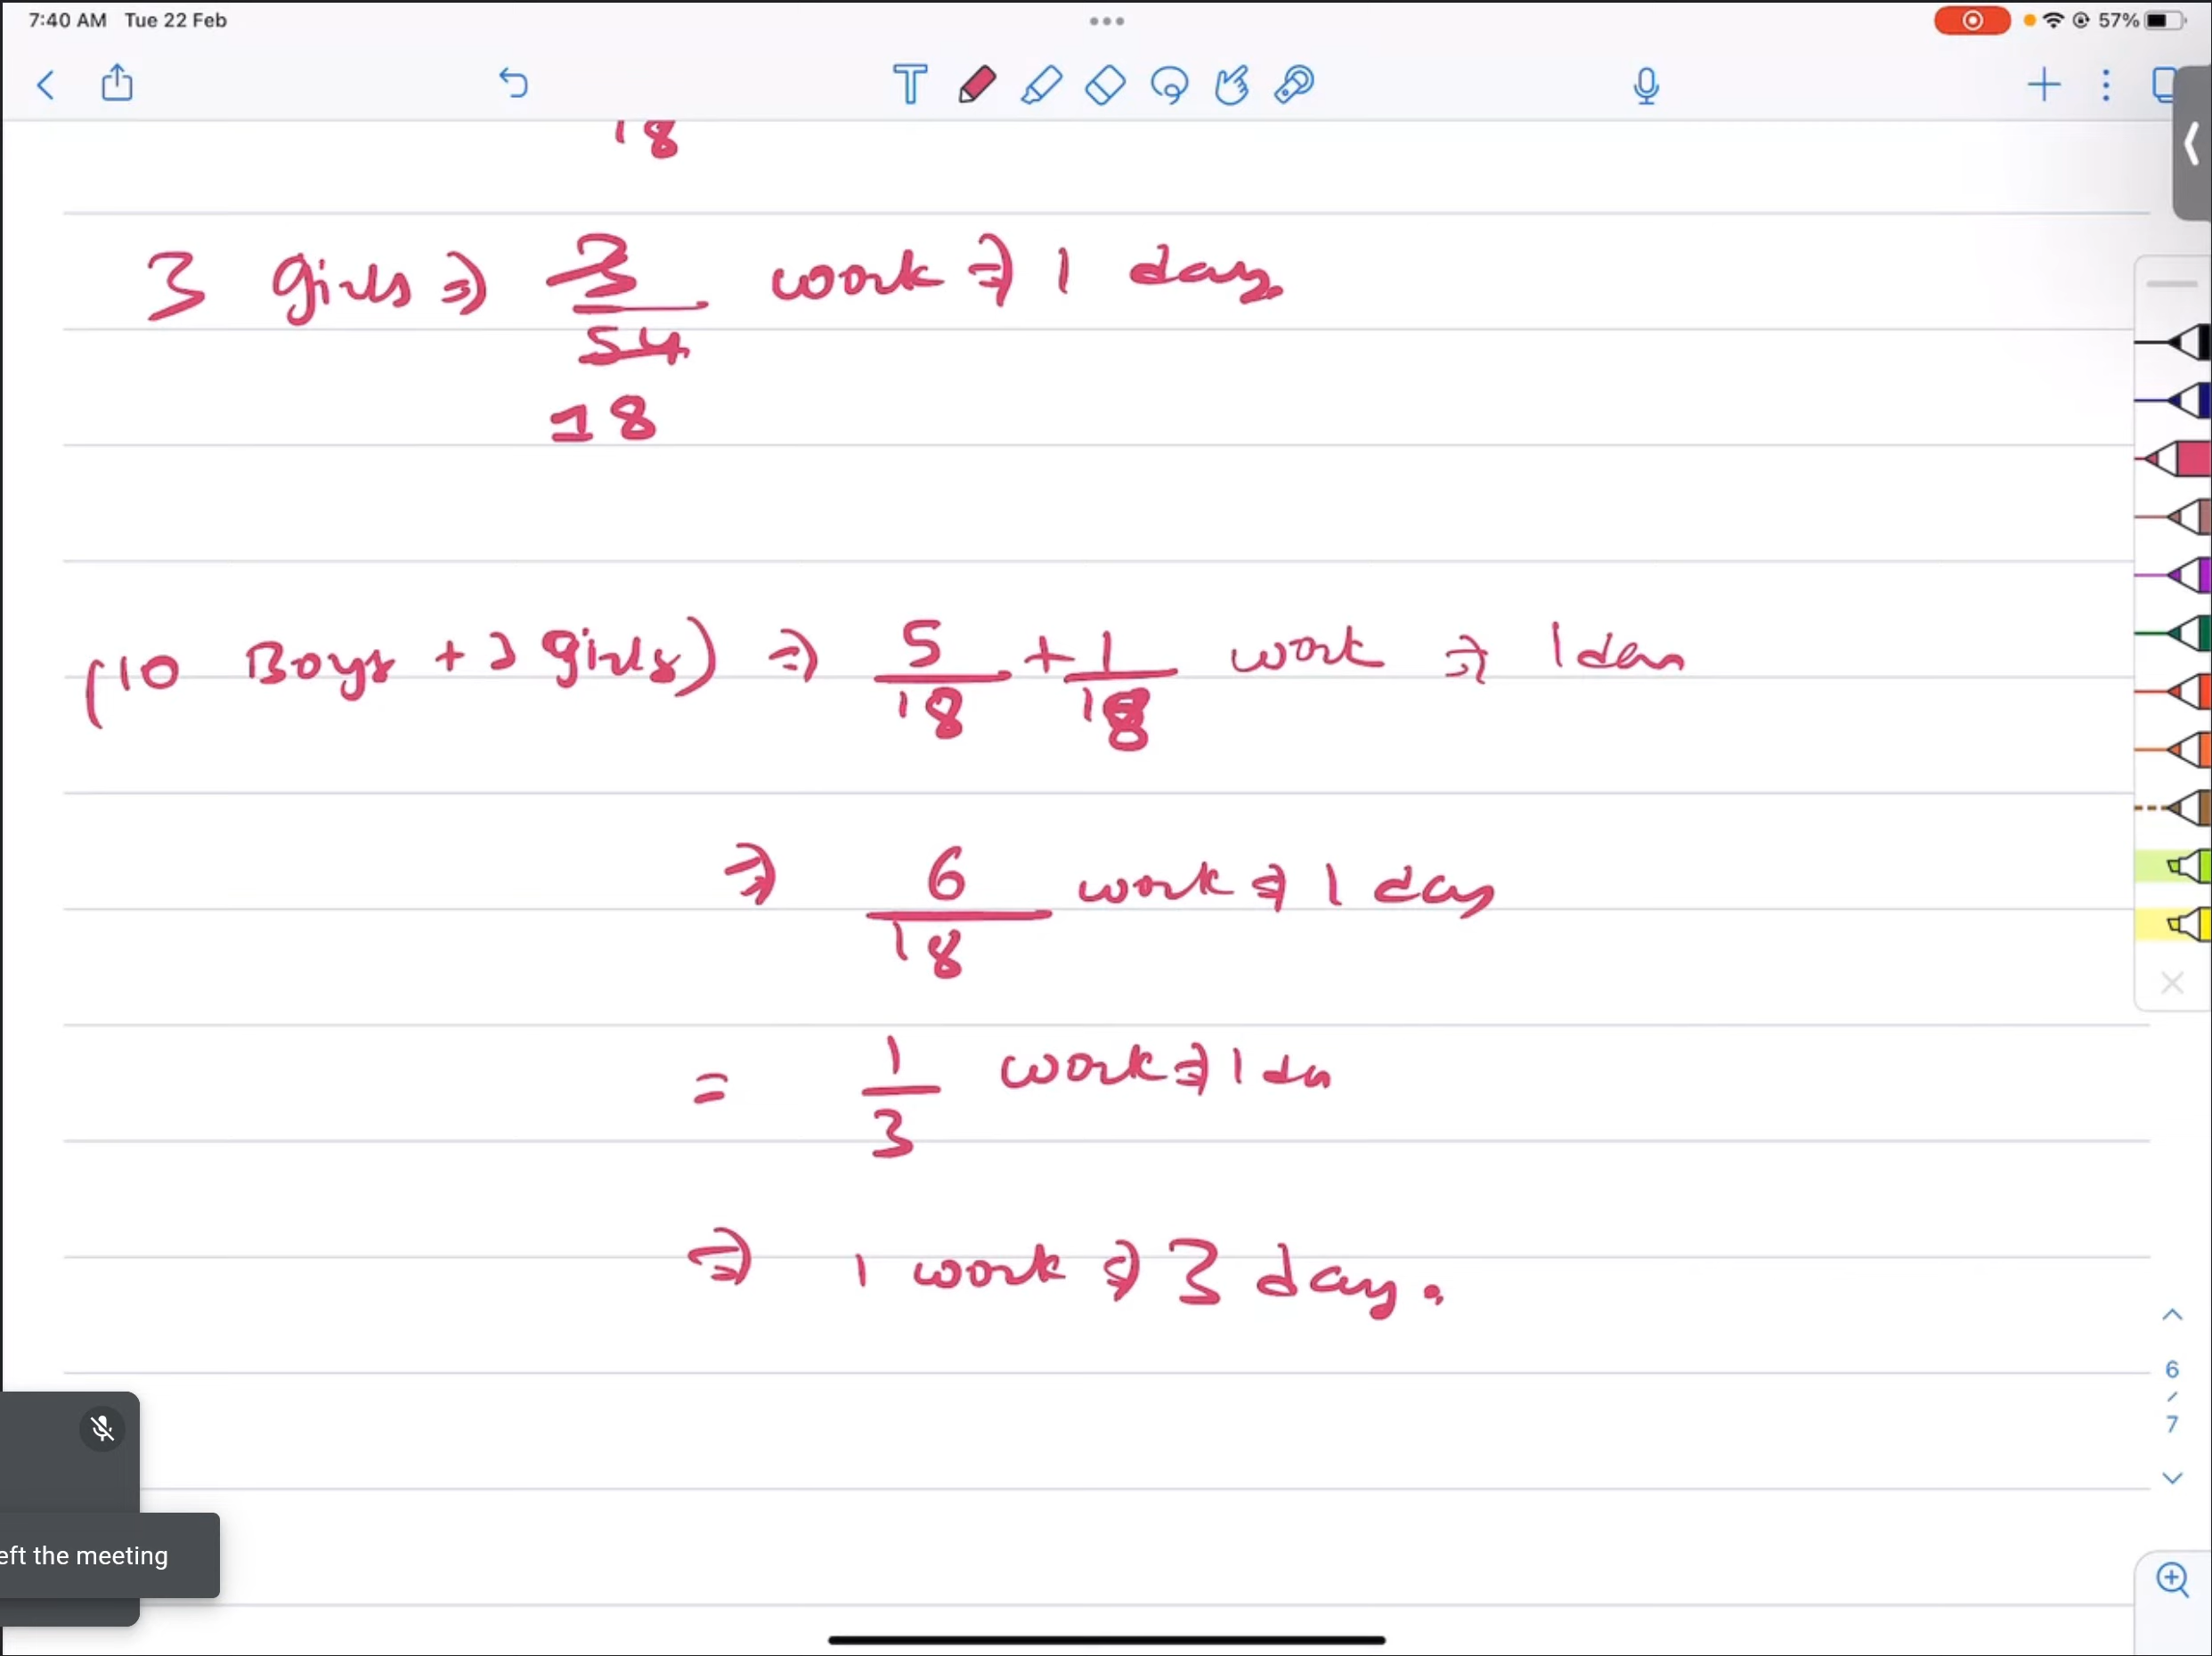 7:40 AM Tue 22 Feb
57%
18
3 Girls ⇒ 3/54 work ⇒ 1 day
18
(10 Boys + 3 girls) ⇒ 5/18 + 1/18 work ⇒ 1 day
⇒ 6/18 work ⇒ 1 day
= 1/3 work ⇒ 1 da
⇒ 1 work ⇒ 3 day.
6
/
7
eft the meeting